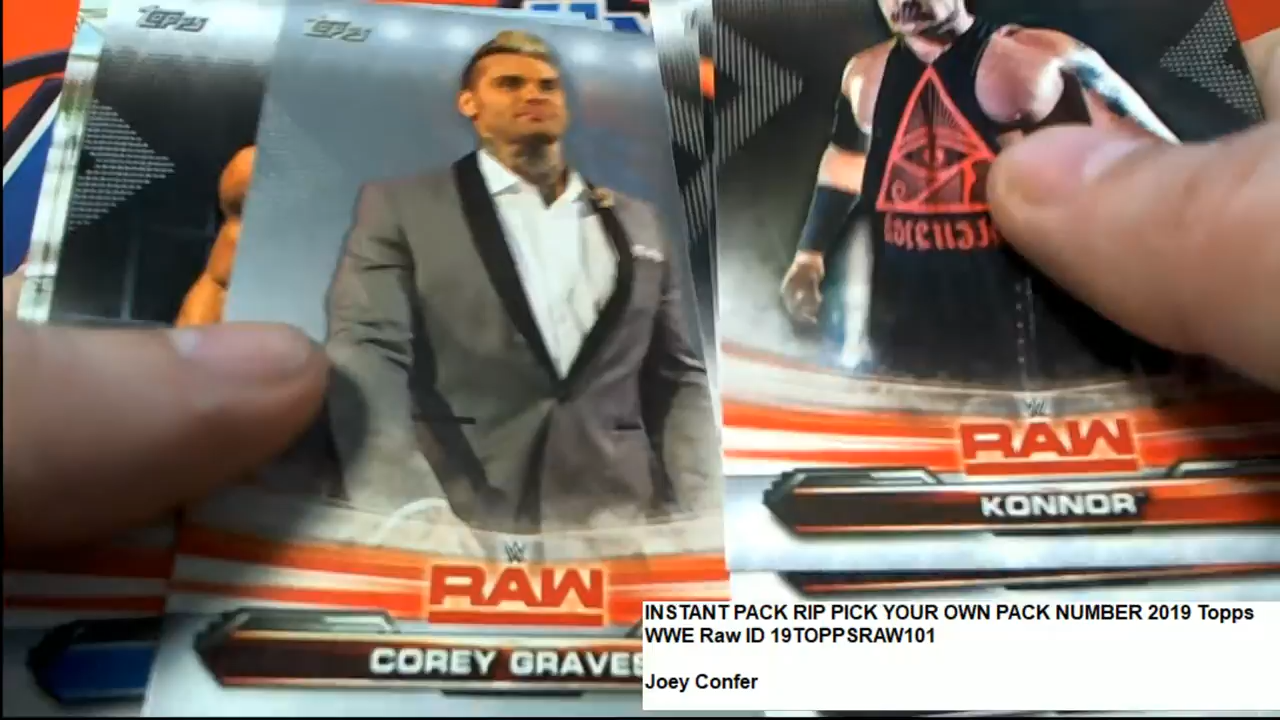 TOPPS
TOPPS
RAW
KONNOR
RAW
COREY GRAVES
INSTANT PACK RIP PICK YOUR OWN PACK NUMBER 2019 Topps
WWE Raw ID 19TOPPSRAW101
Joey Confer